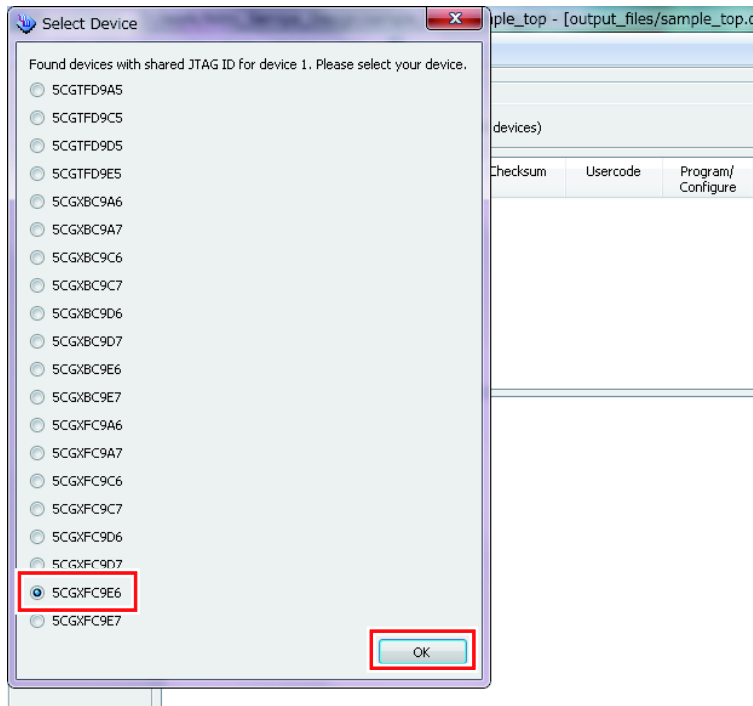 Select Device
ple_top - [output_files/sample_top.c
Found devices with shared JTAG ID for device 1. Please select your device.
5CGTFD9A5
5CGTFD9C5
5CGTFD9D5
5CGTFD9E5
5CGXBC9A6
5CGXBC9A7
5CGXBC9C6
5CGXBC9C7
5CGXBC9D6
5CGXBC9D7
5CGXBC9E6
5CGXBC9E7
5CGXFC9A6
5CGXFC9A7
5CGXFC9C6
5CGXFC9C7
5CGXFC9D6
5CGXFC9D7
5CGXFC9E6
5CGXFC9E7
OK
devices)
Checksum Usercode Program/
Configure